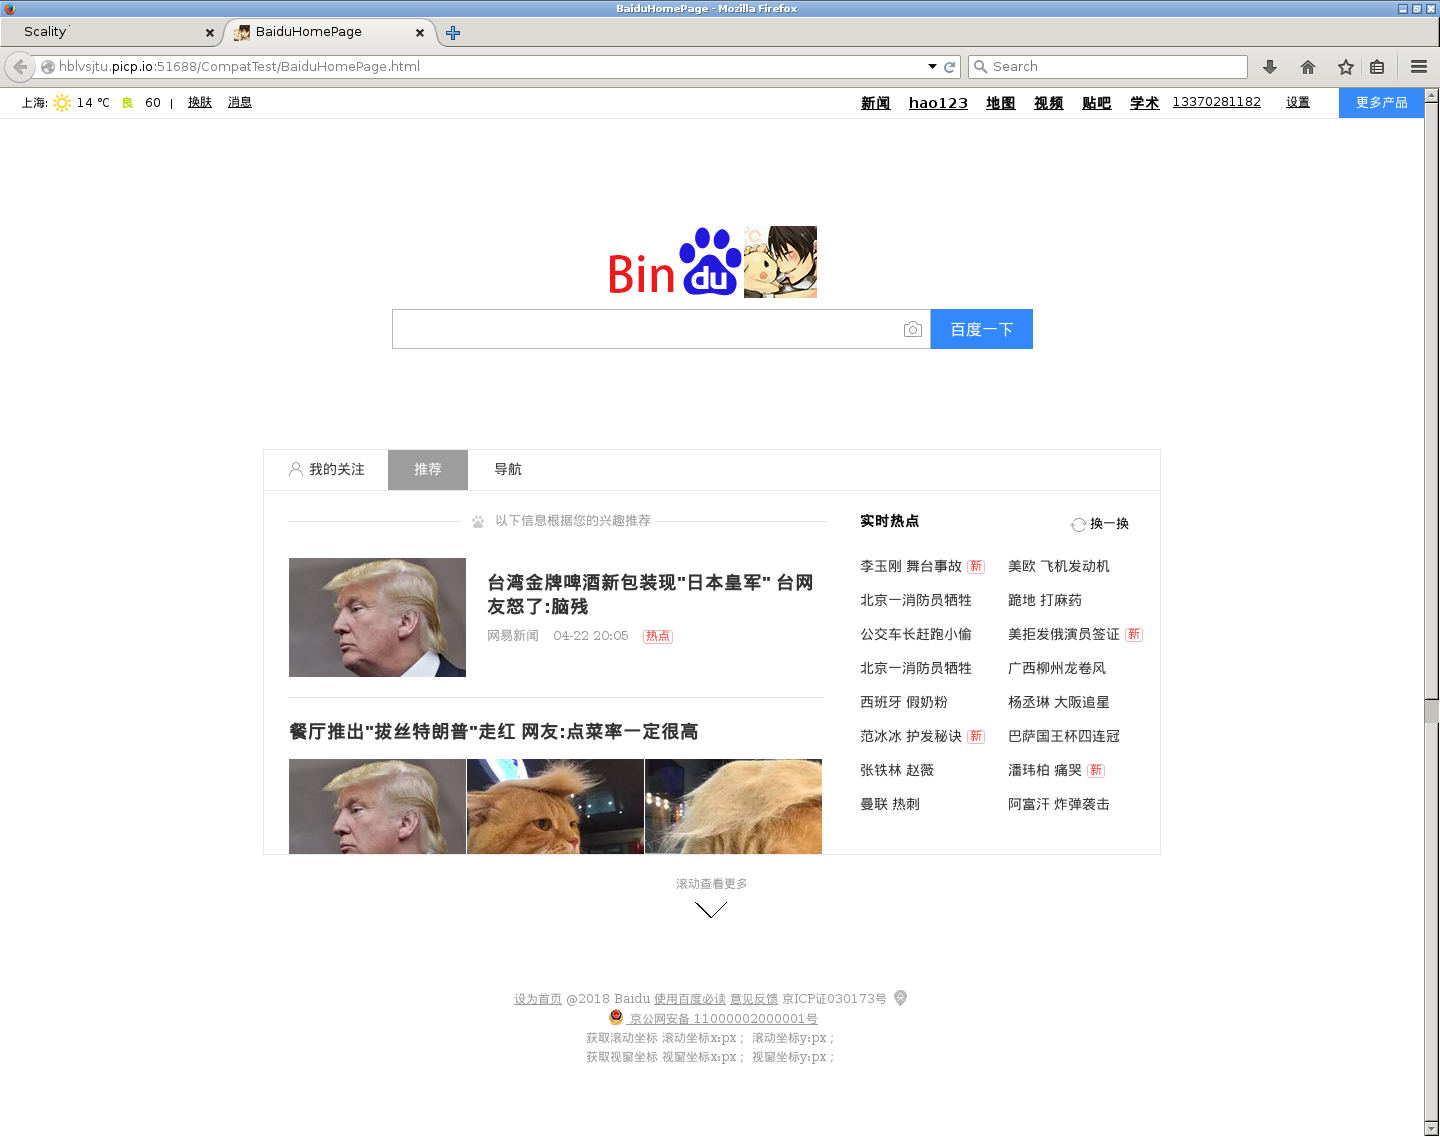 BaiduHomePage - Mozilla Firefox
Scality
BaiduHomePage
hblvsjtu.picp.io:51688/CompatTest/BaiduHomePage.html
Search
上海: 14 ℃ 良 60 | 换肤 消息
新闻 hao123 地图 视频 贴吧 学术 13370281182 设置 更多产品
Bin du
百度一下
我的关注 推荐 导航
以下信息根据您的兴趣推荐
台湾金牌啤酒新包装现"日本皇军" 台网
友怒了:脑残
网易新闻 04-22 20:05 热点
餐厅推出"拔丝特朗普"走红 网友:点菜率一定很高
实时热点 换一换
李玉刚 舞台事故 新 美欧 飞机发动机
北京一消防员牺牲 跪地 打麻药
公交车长赶跑小偷 美拒发俄演员签证 新
北京一消防员牺牲 广西柳州龙卷风
西班牙 假奶粉 杨丞琳 大阪追星
范冰冰 护发秘诀 新 巴萨国王杯四连冠
张铁林 赵薇 潘玮柏 痛哭 新
曼联 热刺 阿富汗 炸弹袭击
滚动查看更多
设为首页 @2018 Baidu 使用百度必读 意见反馈 京ICP证030173号
京公网安备 11000002000001号
获取滚动坐标 滚动坐标x:px； 滚动坐标y:px；
获取视窗坐标 视窗坐标x:px； 视窗坐标y:px；